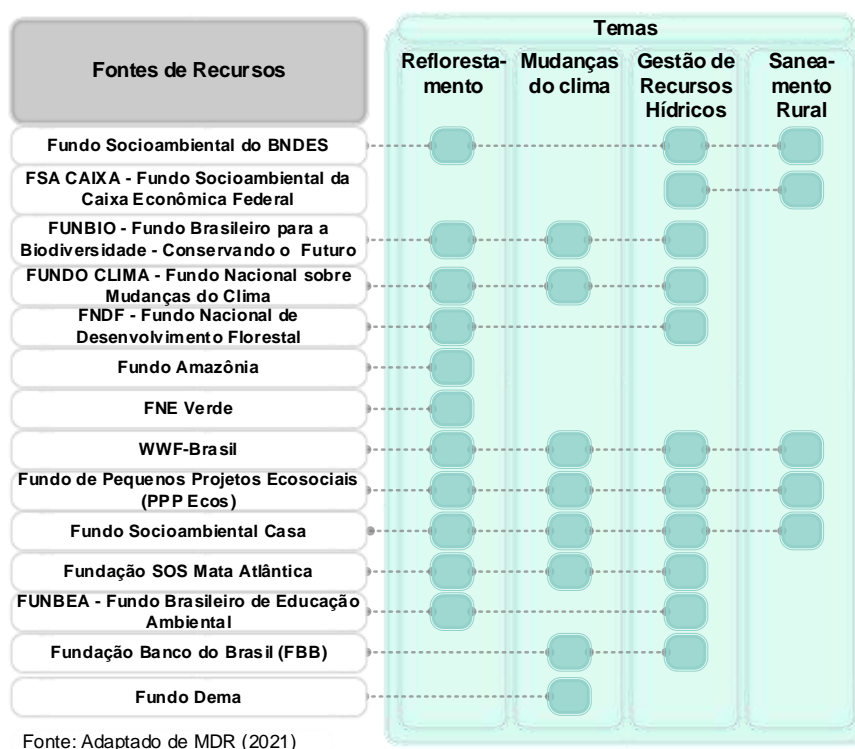 Temas
Fontes de Recursos
Refloresta-
mento
Mudanças
do clima
Gestão de
Recursos
Hídricos
Sanea-
mento
Rural
Fundo Socioambiental do BNDES
FSA CAIXA - Fundo Socioambiental da
Caixa Econômica Federal
FUNBIO - Fundo Brasileiro para a
Biodiversidade - Conservando o Futuro
FUNDO CLIMA - Fundo Nacional sobre
Mudanças do Clima
FNDF - Fundo Nacional de
Desenvolvimento Florestal
Fundo Amazônia
FNE Verde
WWF-Brasil
Fundo de Pequenos Projetos Ecosociais
(PPP Ecos)
Fundo Socioambiental Casa
Fundação SOS Mata Atlântica
FUNBEA - Fundo Brasileiro de Educação
Ambiental
Fundação Banco do Brasil (FBB)
Fundo Dema
Fonte: Adaptado de MDR (2021)